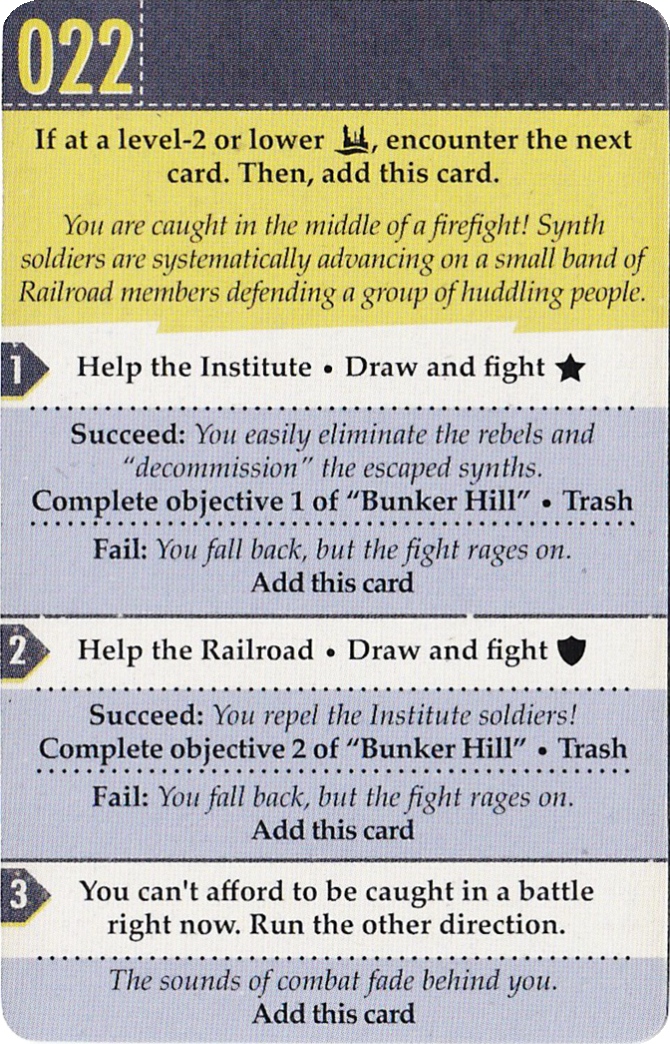 022
If at a level-2 or lower , encounter the next
card. Then, add this card.
You are caught in the middle of a firefight! Synth
soldiers are systematically advancing on a small band of
Railroad members defending a group of huddling people.
1 Help the Institute • Draw and fight ★
Succeed: You easily eliminate the rebels and
“decommission” the escaped synths.
Complete objective 1 of “Bunker Hill” • Trash
Fail: You fall back, but the fight rages on.
Add this card
2 Help the Railroad • Draw and fight
Succeed: You repel the Institute soldiers!
Complete objective 2 of “Bunker Hill” • Trash
Fail: You fall back, but the fight rages on.
Add this card
3 You can't afford to be caught in a battle
right now. Run the other direction.
The sounds of combat fade behind you.
Add this card